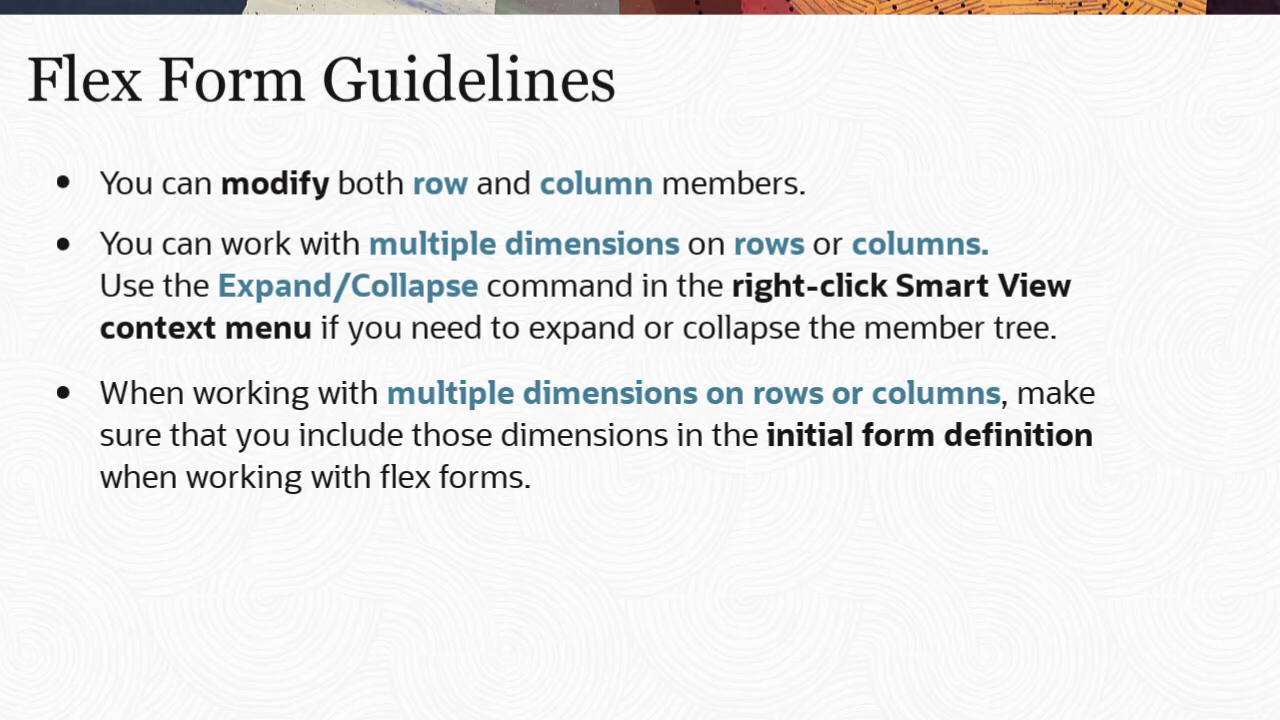 Flex Form Guidelines
• You can modify both row and column members.
• You can work with multiple dimensions on rows or columns.
Use the Expand/Collapse command in the right-click Smart View
context menu if you need to expand or collapse the member tree.
• When working with multiple dimensions on rows or columns, make
sure that you include those dimensions in the initial form definition
when working with flex forms.